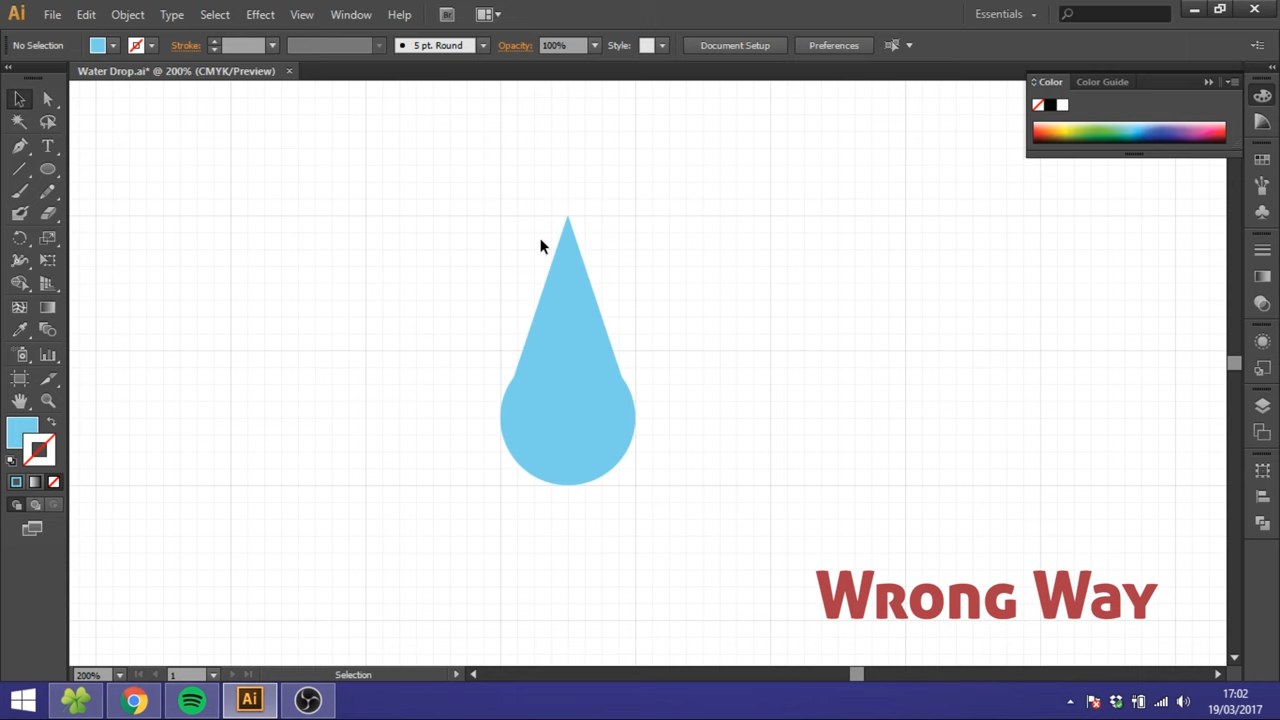 Ai File Edit Object Type Select Effect View Window Help Br Essentials
No Selection Stroke: 5 pt. Round Opacity: 100% Style: Document Setup Preferences
Water Drop.ai* @ 200% (CMYK/Preview) ×
Color Color Guide
Wrong Way
200% 1 Selection
Ai 17:02
19/03/2017